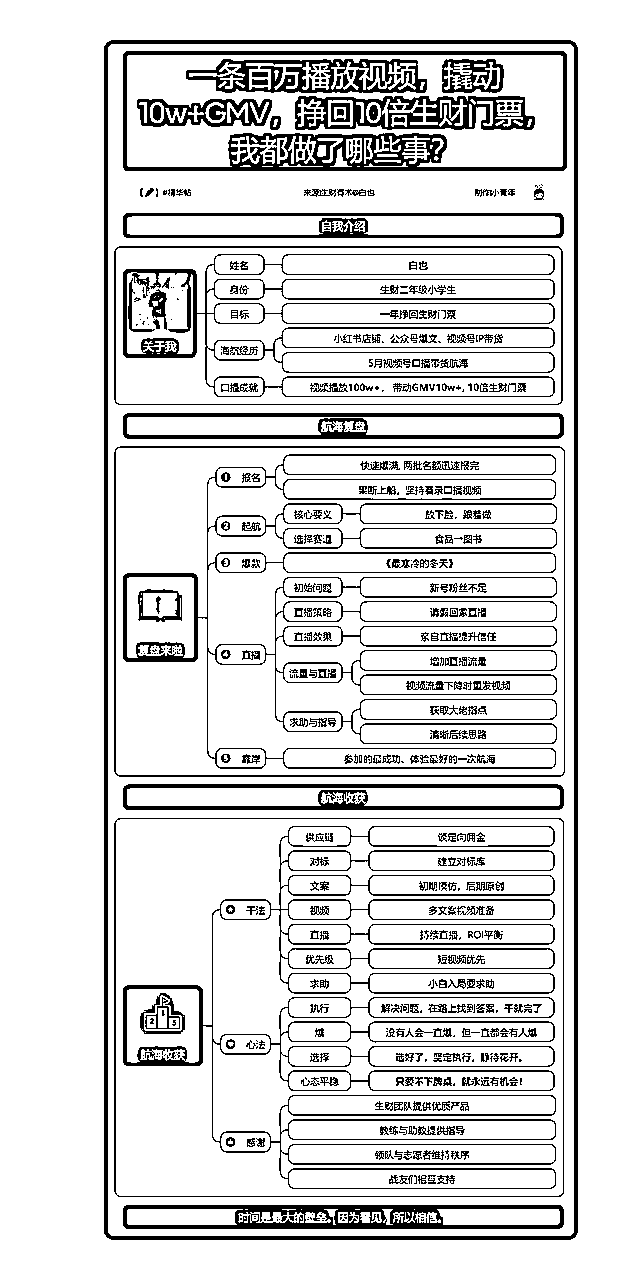 一条百万播放视频，撬动
10w+GMV，挣回10倍生财门票，
我都做了哪些事？
【】#精华帖
来源生财有术@白也
制作小青年
自我介绍
关于我
姓名
白也
身份
生财二年级小学生
目标
一年挣回生财门票
航海经历
小红书店铺、公众号爆文、视频号IP带货
5月视频号口播带货航海
口播成就
视频播放100w+，带动GMV10w+，10倍生财门票
航海复盘
复盘来啦
1 报名
快速爆满，两批名额迅速报完
果断上船，坚持看录口播视频
2 起航
核心要义
放下脸，跟着做
选择赛道
食品→图书
3 爆款
《最寒冷的冬天》
4 直播
初始问题
新号粉丝不足
直播策略
请假回家直播
直播效果
亲自直播提升信任
流量与直播
增加直播流量
视频流量下降时重发视频
求助与指导
获取大佬指点
清晰后续思路
5 靠岸
参加的最成功、体验最好的一次航海
航海收获
航海收获
干法
供应链
谈定向佣金
对标
建立对标库
文案
初期模仿，后期原创
视频
多文案视频准备
直播
持续直播，ROI平衡
优先级
短视频优先
求助
小白入局要求助
心法
执行
解决问题，在路上找到答案，干就完了
爆
没有人会一直爆，但一直都会有人爆
选择
选好了，坚定执行，静待花开。
心态平稳
只要不下牌桌，就永远有机会！
感谢
生财团队提供优质产品
教练与助教提供指导
领队与志愿者维持秩序
战友们相互支持
时间是最大的壁垒。因为看见，所以相信。